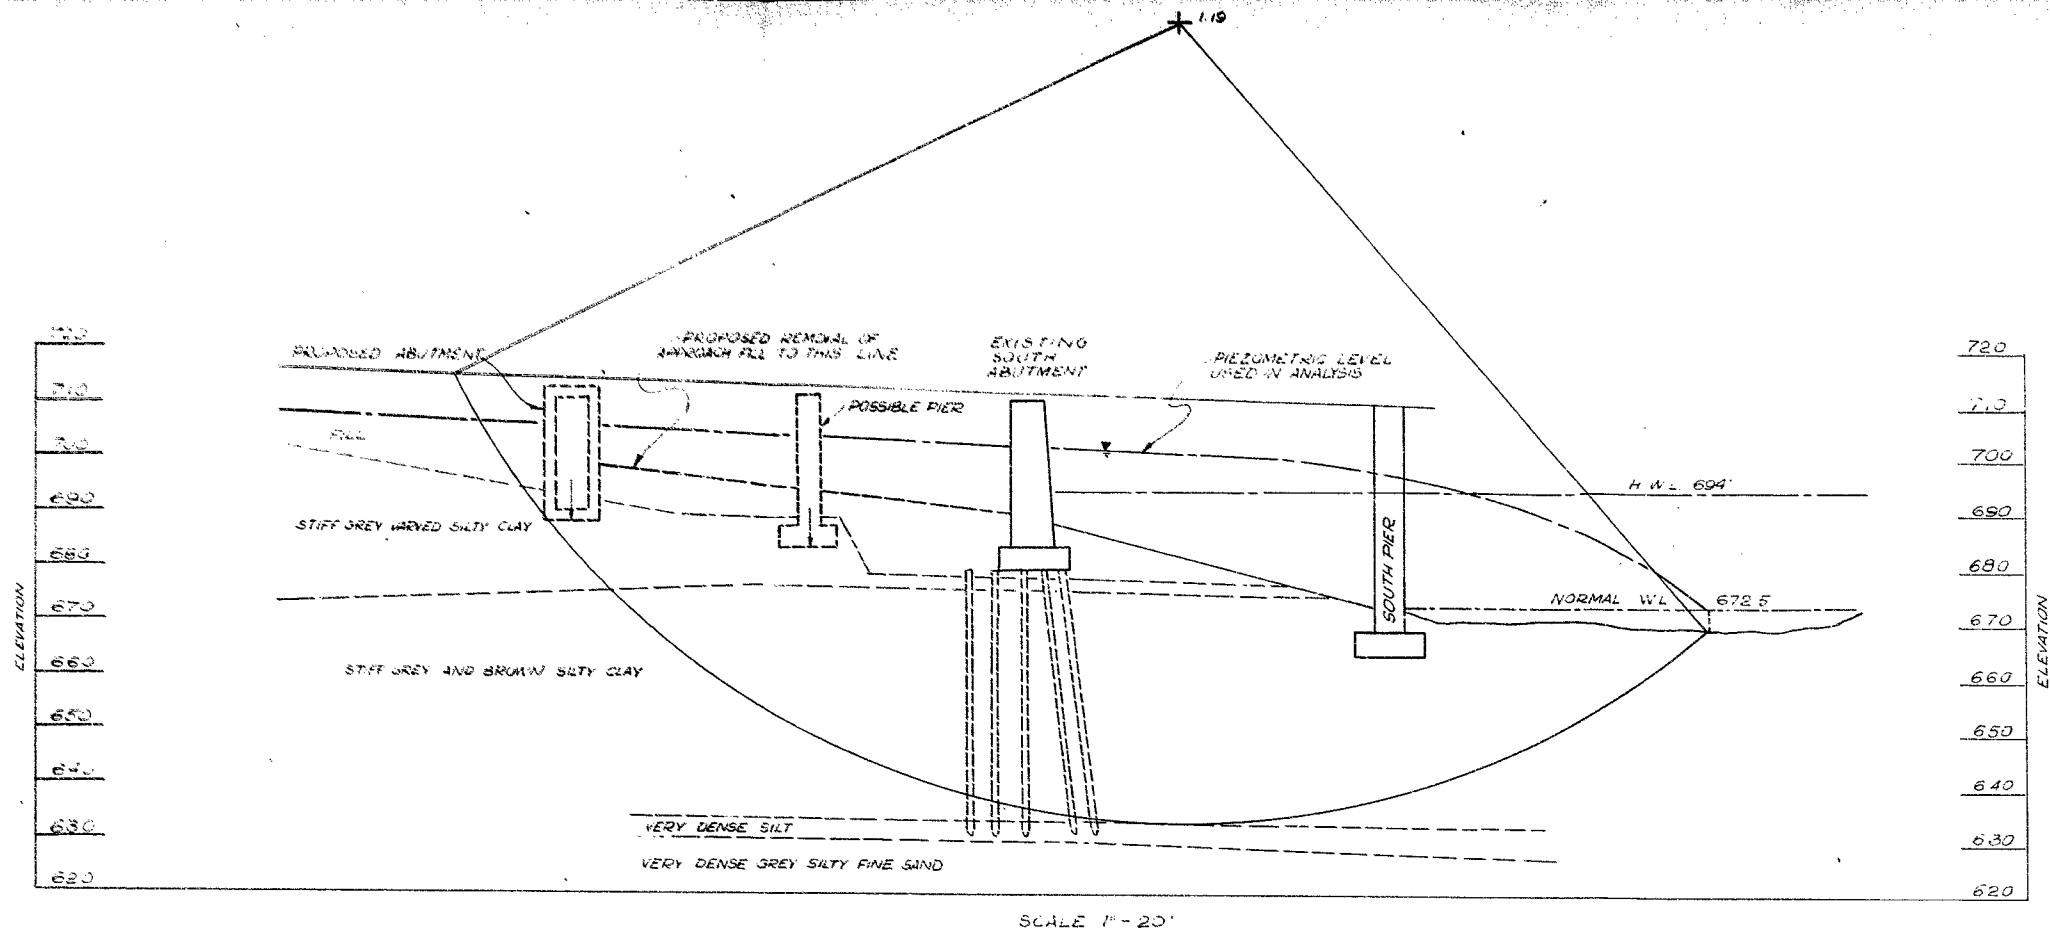 1.19
720
PROPOSED ABUTMENT
PROPOSED REMOVAL OF
APPROACH FILL TO THIS LINE
EXISTING
SOUTH
ABUTMENT
PIEZOMETRIC LEVEL
USED IN ANALYSIS
720
710
POSSIBLE PIER
710
FILL
700
700
H W L 694'
690
690
STIFF GREY VARVED SILTY CLAY
SOUTH PIER
680
680
NORMAL W L 672.5
670
670
ELEVATION
ELEVATION
660
660
STIFF GREY AND BROWN SILTY CLAY
650
650
640
640
VERY DENSE SILT
630
630
VERY DENSE GREY SILTY FINE SAND
620
620
SCALE 1" - 20'